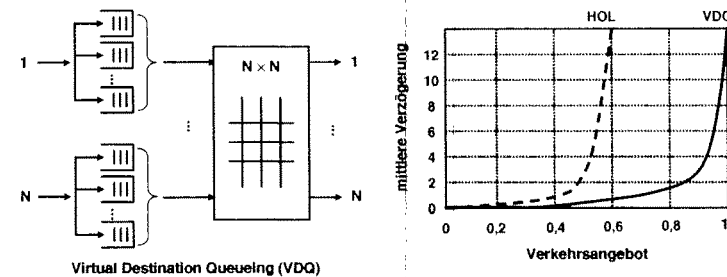 1
N
N × N
1
N
Virtual Destination Queueing (VDQ)
HOL
VDQ
mittlere Verzögerung
12
10
8
6
4
2
0
0
0,2
0,4
0,6
0,8
1
Verkehrsangebot